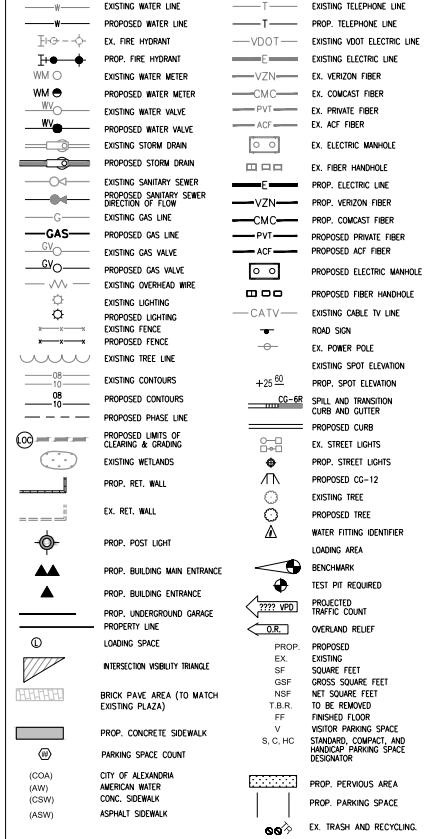 W EXISTING WATER LINE
W PROPOSED WATER LINE
EX. FIRE HYDRANT
PROP. FIRE HYDRANT
WM EXISTING WATER METER
WM PROPOSED WATER METER
WV EXISTING WATER VALVE
WV PROPOSED WATER VALVE
EXISTING STORM DRAIN
PROPOSED STORM DRAIN
EXISTING SANITARY SEWER
PROPOSED SANITARY SEWER
DIRECTION OF FLOW
G EXISTING GAS LINE
GAS PROPOSED GAS LINE
GV EXISTING GAS VALVE
GV PROPOSED GAS VALVE
EXISTING OVERHEAD WIRE
EXISTING LIGHTING
PROPOSED LIGHTING
EXISTING FENCE
PROPOSED FENCE
EXISTING TREE LINE
08
10 EXISTING CONTOURS
08
10 PROPOSED CONTOURS
PROPOSED PHASE LINE
LOC PROPOSED LIMITS OF
CLEARING & GRADING
EXISTING WETLANDS
PROP. RET. WALL
EX. RET. WALL
PROP. POST LIGHT
PROP. BUILDING MAIN ENTRANCE
PROP. BUILDING ENTRANCE
PROP. UNDERGROUND GARAGE
PROPERTY LINE
L LOADING SPACE
INTERSECTION VISIBILITY TRIANGLE
BRICK PAVE AREA (TO MATCH
EXISTING PLAZA)
PROP. CONCRETE SIDEWALK
## PARKING SPACE COUNT
(COA) CITY OF ALEXANDRIA
(AW) AMERICAN WATER
(CSW) CONC. SIDEWALK
(ASW) ASPHALT SIDEWALK
T EXISTING TELEPHONE LINE
T PROP. TELEPHONE LINE
VDOT EXISTING VDOT ELECTRIC LINE
E EXISTING ELECTRIC LINE
VZN EX. VERIZON FIBER
CMC EX. COMCAST FIBER
PVT EX. PRIVATE FIBER
ACF EX. ACF FIBER
EX. ELECTRIC MANHOLE
EX. FIBER HANDHOLE
E PROP. ELECTRIC LINE
VZN PROP. VERIZON FIBER
CMC PROP. COMCAST FIBER
PVT PROPOSED PRIVATE FIBER
ACF PROPOSED ACF FIBER
PROPOSED ELECTRIC MANHOLE
PROPOSED FIBER HANDHOLE
CATV EXISTING CABLE TV LINE
ROAD SIGN
EX. POWER POLE
EXISTING SPOT ELEVATION
+25 60 PROP. SPOT ELEVATION
CG-6R SPILL AND TRANSITION
CURB AND GUTTER
PROPOSED CURB
EX. STREET LIGHTS
PROP. STREET LIGHTS
PROPOSED CG-12
EXISTING TREE
PROPOSED TREE
WATER FITTING IDENTIFIER
LOADING AREA
BENCHMARK
TEST PIT REQUIRED
???? VPD PROJECTED
TRAFFIC COUNT
O.R. OVERLAND RELIEF
PROP. PROPOSED
EX. EXISTING
SF SQUARE FEET
GSF GROSS SQUARE FEET
NSF NET SQUARE FEET
T.B.R. TO BE REMOVED
FF FINISHED FLOOR
V VISITOR PARKING SPACE
S, C, HC STANDARD, COMPACT, AND
HANDICAP PARKING SPACE
DESIGNATOR
PROP. PERVIOUS AREA
PROP. PARKING SPACE
TR EX. TRASH AND RECYCLING.